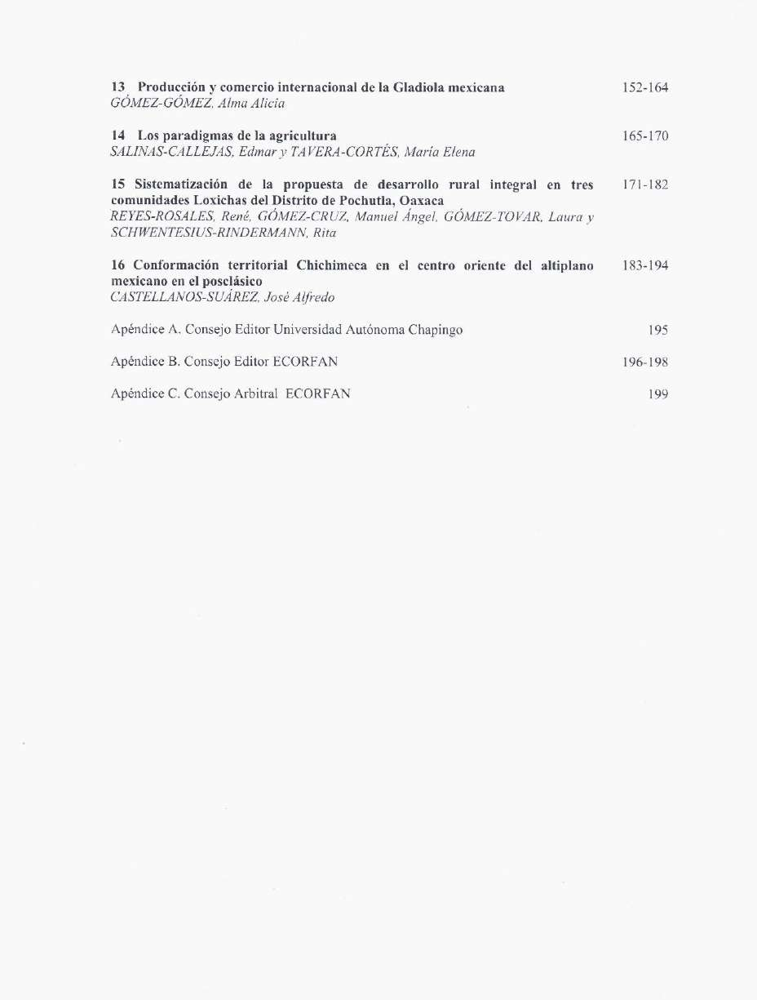 13 Producción y comercio internacional de la Gladiola mexicana 152-164
GÓMEZ-GÓMEZ, Alma Alicia
14 Los paradigmas de la agricultura 165-170
SALINAS-CALLEJAS, Edmar y TAVERA-CORTÉS, María Elena
15 Sistematización de la propuesta de desarrollo rural integral en tres 171-182
comunidades Loxichas del Distrito de Pochutla, Oaxaca
REYES-ROSALES, René, GÓMEZ-CRUZ, Manuel Ángel, GÓMEZ-TOVAR, Laura y
SCHWENTESIUS-RINDERMANN, Rita
16 Conformación territorial Chichimeca en el centro oriente del altiplano 183-194
mexicano en el posclásico
CASTELLANOS-SUÁREZ, José Alfredo
Apéndice A. Consejo Editor Universidad Autónoma Chapingo 195
Apéndice B. Consejo Editor ECORFAN 196-198
Apéndice C. Consejo Arbitral ECORFAN 199